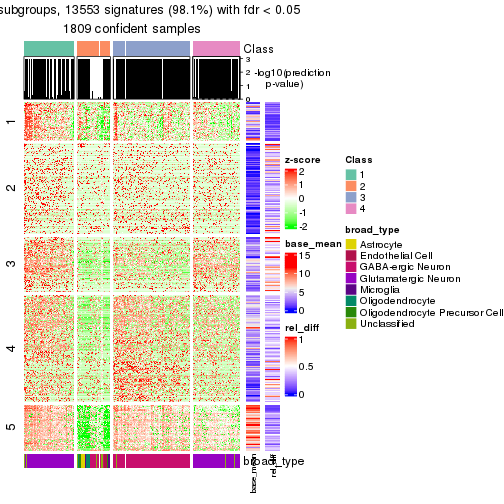 subgroups, 13553 signatures (98.1%) with fdr < 0.05
1809 confident samples
Class
3
2
1
0
-log10(prediction
p-value)
1
2
3
4
5
z-score
2
1
0
-1
-2
base_mean
15
10
5
0
rel_diff
1
0.5
0
Class
1
2
3
4
broad_type
Astrocyte
Endothelial Cell
GABA-ergic Neuron
Glutamatergic Neuron
Microglia
Oligodendrocyte
Oligodendrocyte Precursor Cell
Unclassified
broad_type
base_mean
rel_diff